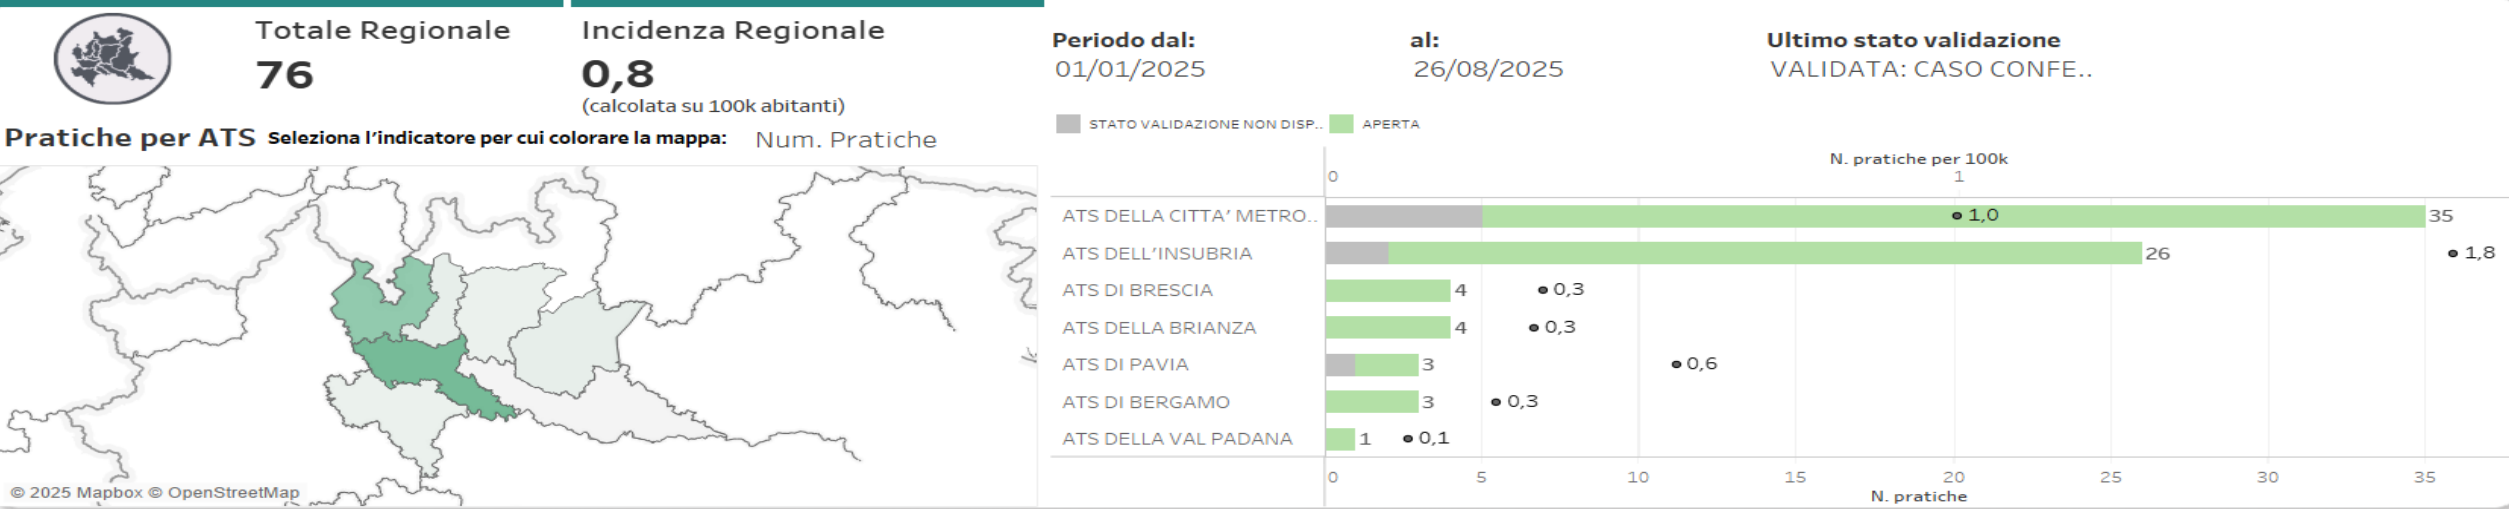 Totale Regionale
76
Incidenza Regionale
0,8
(calcolata su 100k abitanti)
Periodo dal:
01/01/2025
al:
26/08/2025
Ultimo stato validazione
VALIDATA: CASO CONFE..
Pratiche per ATS Seleziona l'indicatore per cui colorare la mappa: Num. Pratiche
© 2025 Mapbox © OpenStreetMap
STATO VALIDAZIONE NON DISP.. APERTA
N. pratiche per 100k
0 1
ATS DELLA CITTA' METRO.. 1,0 35
ATS DELL'INSUBRIA 26 1,8
ATS DI BRESCIA 4 0,3
ATS DELLA BRIANZA 4 0,3
ATS DI PAVIA 3 0,6
ATS DI BERGAMO 3 0,3
ATS DELLA VAL PADANA 1 0,1
0 5 10 15 20 25 30 35
N. pratiche